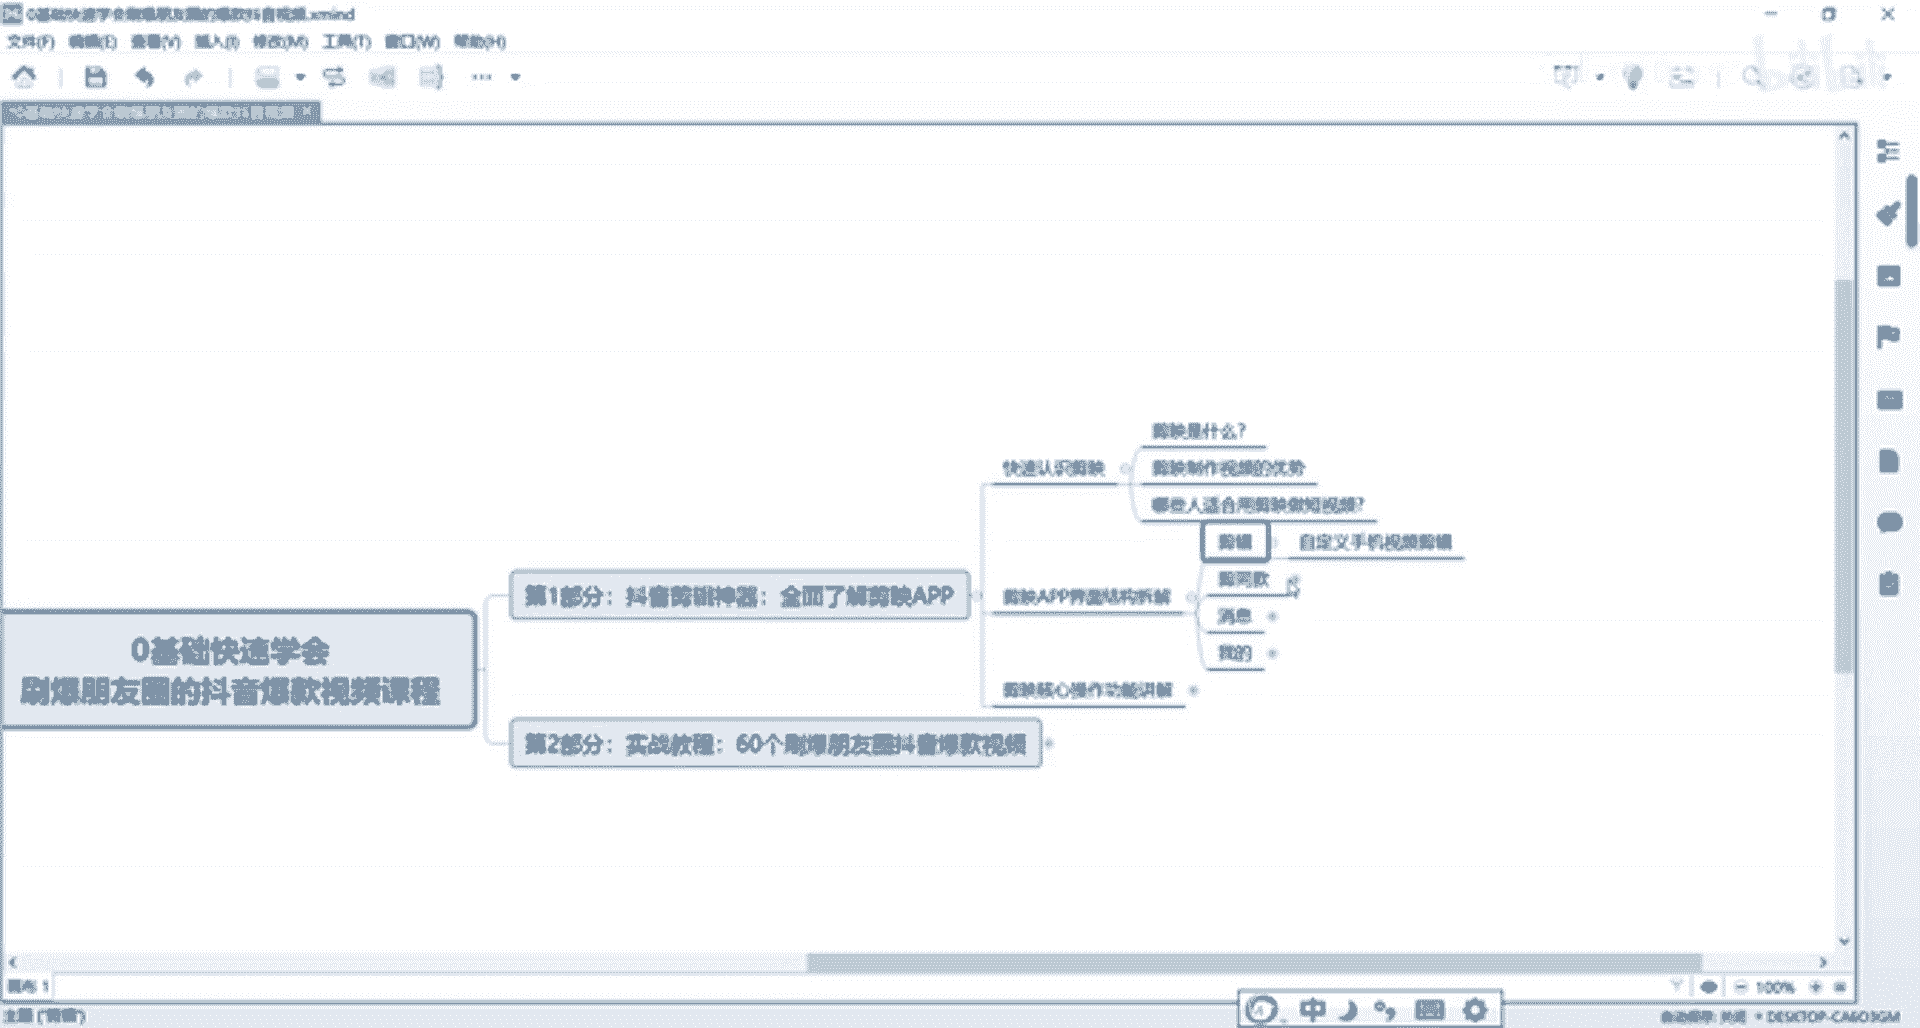 0基础快速学会刷爆朋友圈的爆款抖音视频.xmind
文件(F) 编辑(E) 查看(V) 插入(I) 修改(M) 工具(T) 窗口(W) 帮助(H)
剪映是什么?
快速认识剪映
剪映制作视频的优势
哪些人适合用剪映做短视频?
剪辑
自定义手机视频剪辑
剪同款
第1部分：抖音剪辑神器：全面了解剪映APP
剪映APP界面结构拆解
消息
我的
0基础快速学会
刷爆朋友圈的抖音爆款视频课程
剪映核心操作功能讲解
第2部分：实战教程：60个刷爆朋友圈抖音爆款视频
画布 1
100%
中
主题 ("剪辑")
DESKTOP-CA6O3GM